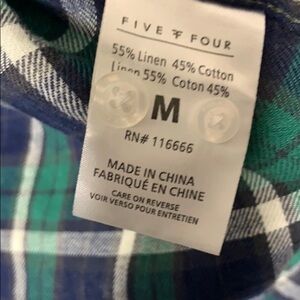 FIVE FOUR
55% Linen 45% Cotton
Linen 55% Coton 45%
M
RN# 116666
MADE IN CHINA
FABRIQUÉ EN CHINE
CARE ON REVERSE
VOIR VERSO POUR ENTRETIEN